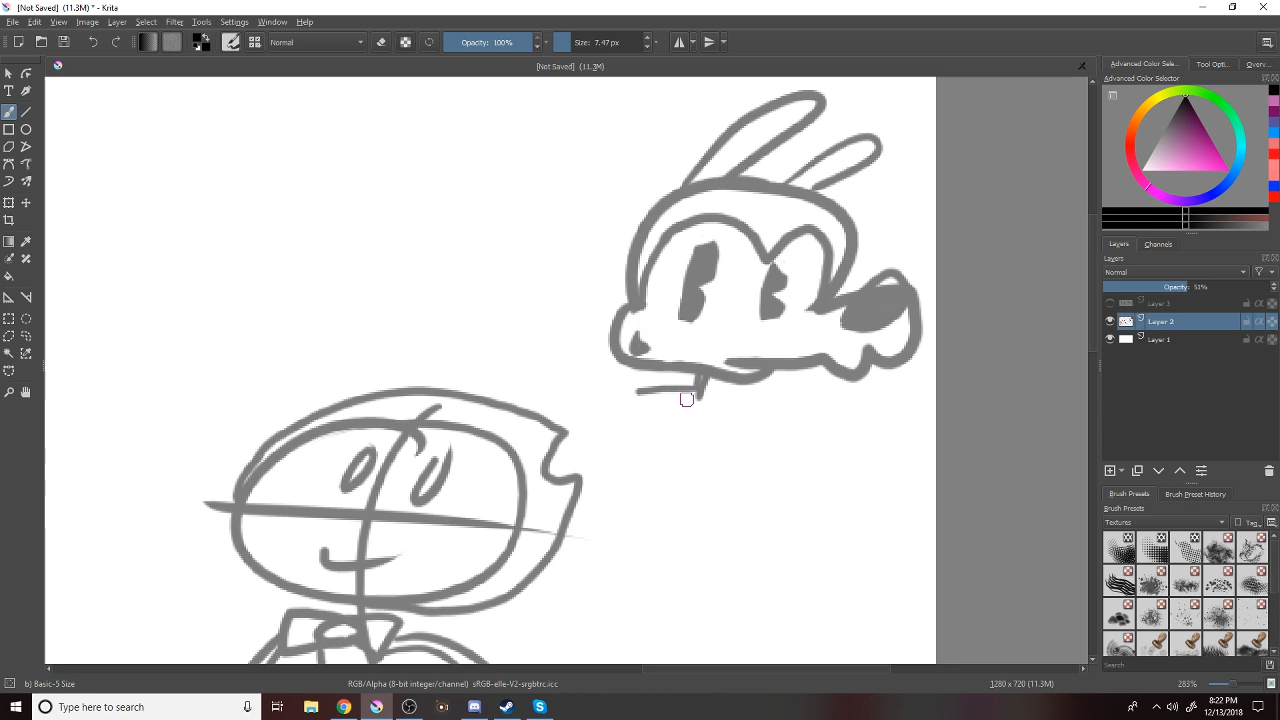 [Not Saved] (11.3M) * - Krita
File Edit View Image Layer Select Filter Tools Settings Window Help
Normal Opacity: 100% Size: 7.47 px
[Not Saved] (11.3M)
Advanced Color Sele... Tool Opti... Overv...
Advanced Color Selector
Layers Channels
Layers
Normal
Opacity: 51%
Layer 3
Layer 2
Layer 1
Brush Presets Brush Preset History
Brush Presets
Textures Tag
Search
b) Basic-5 Size RGB/Alpha (8-bit integer/channel) sRGB-elle-V2-srgbtrc.icc 1280 x 720 (11.3M) 283%
Type here to search
8:22 PM
12/13/2018